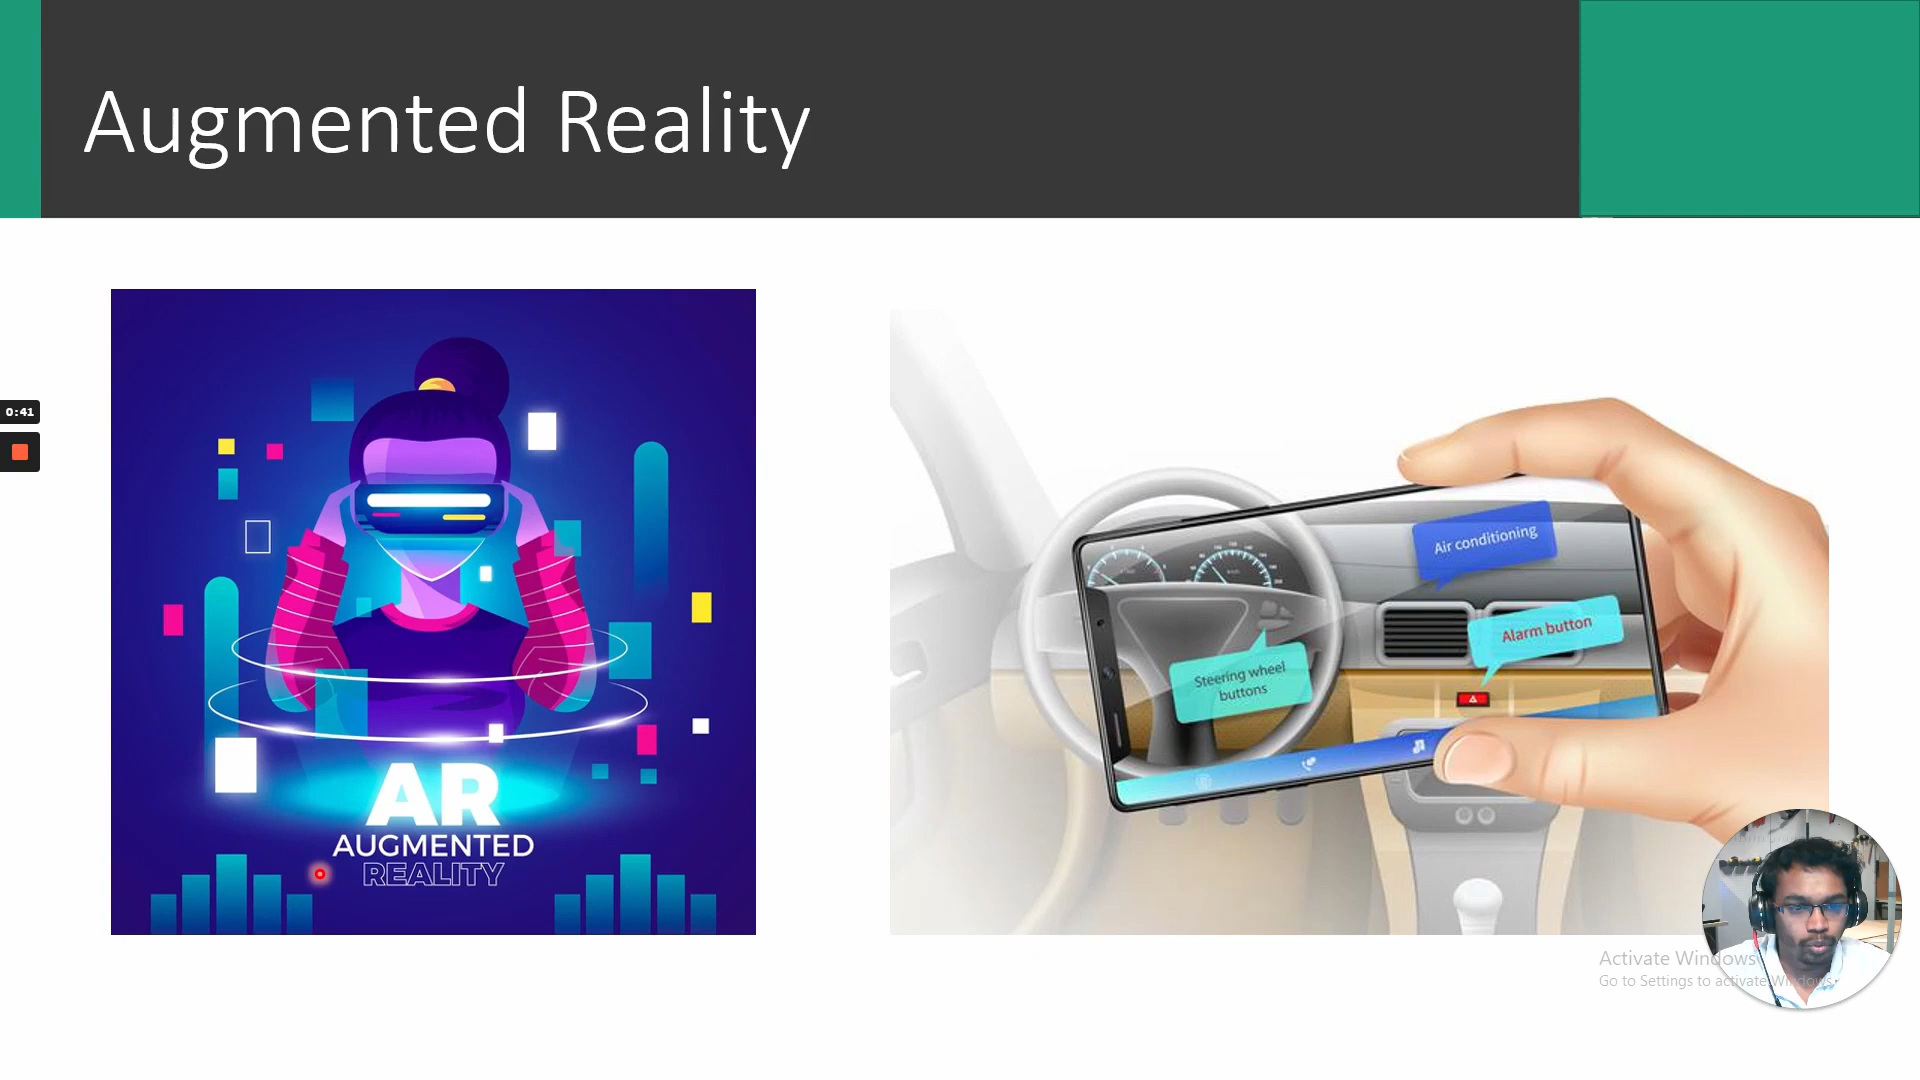 Augmented Reality
0:41
AR
AUGMENTED
REALITY
Air conditioning
Alarm button
Steering wheel
buttons
Activate Windows
Go to Settings to activate Windows.